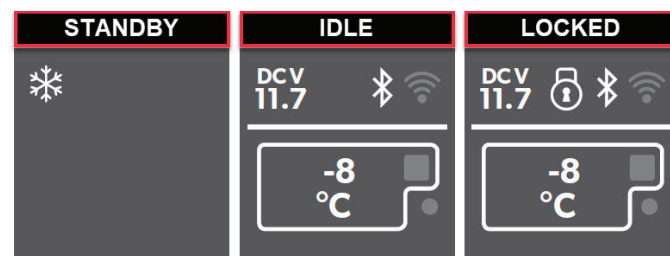 STANDBY
IDLE
DC V
11.7
-8
°C
LOCKED
DC V
11.7
-8
°C